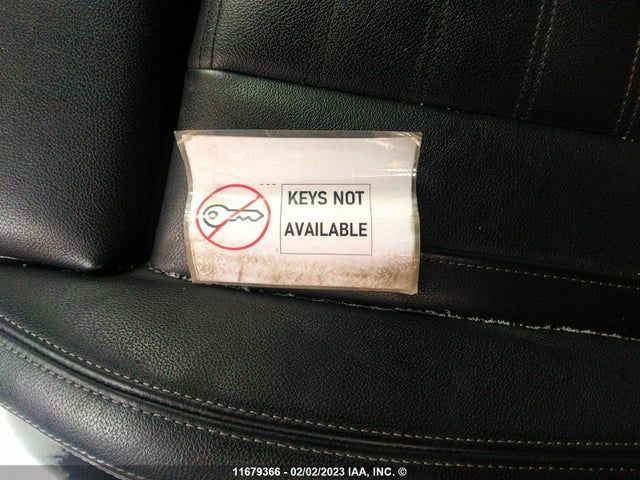 KEYS NOT
AVAILABLE
11679366 - 02/02/2023 IAA, INC. ©